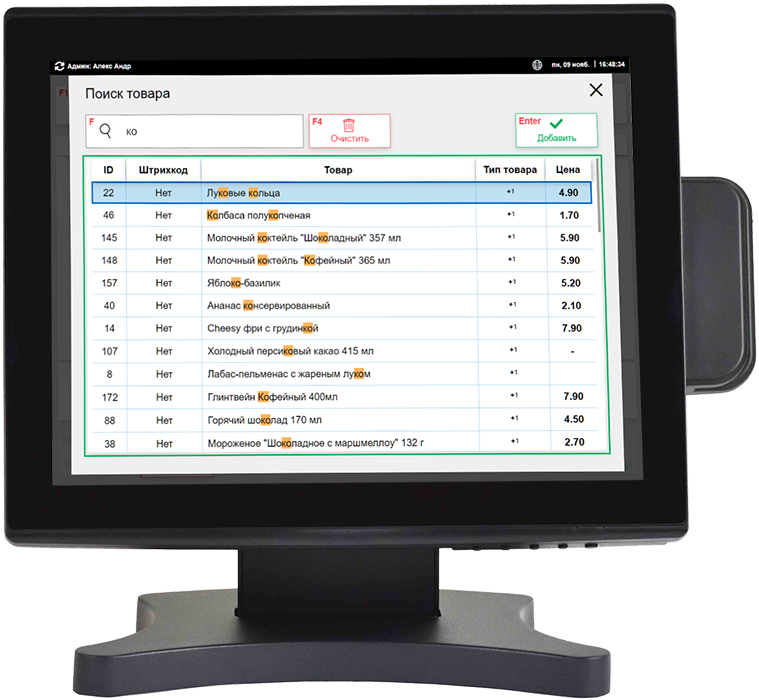 Админ: Алекс Андр пн, 09 нояб. | 16:48:34
Поиск товара
F ко F4 Очистить Enter Добавить
ID Штрихкод Товар Тип товара Цена
22 Нет Луковые кольца +1 4.90
46 Нет Колбаса полукопченая +1 1.70
145 Нет Молочный коктейль "Шоколадный" 357 мл +1 5.90
148 Нет Молочный коктейль "Кофейный" 365 мл +1 5.90
157 Нет Яблоко-базилик +1 5.20
40 Нет Ананас консервированный +1 2.10
14 Нет Cheesy фри с грудинкой +1 7.90
107 Нет Холодный персиковый какао 415 мл +1 -
8 Нет Лабас-пельменас с жареным луком +1
172 Нет Глинтвейн Кофейный 400мл +1 7.90
88 Нет Горячий шоколад 170 мл +1 4.50
38 Нет Мороженое "Шоколадное с маршмеллоу" 132 г +1 2.70